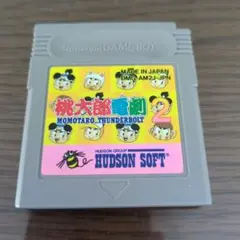 Nintendo GAME BOY
MADE IN JAPAN
DMG-AM2J-JPN
桃太郎電劇2
MOMOTARO THUNDERBOLT
HUDSON GROUP
HUDSON SOFT